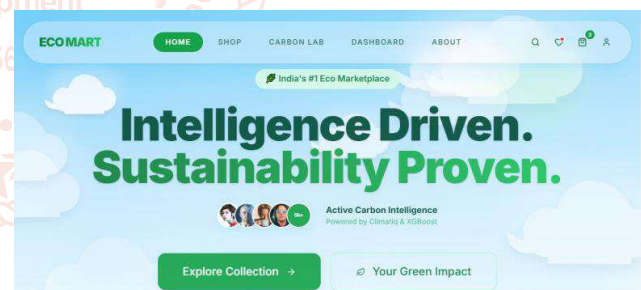 ECOMART
HOME SHOP CARBON LAB DASHBOARD ABOUT
2
India's #1 Eco Marketplace
Intelligence Driven.
Sustainability Proven.
Active Carbon Intelligence
Powered by Climatiq & XGBoost
Explore Collection →
Your Green Impact